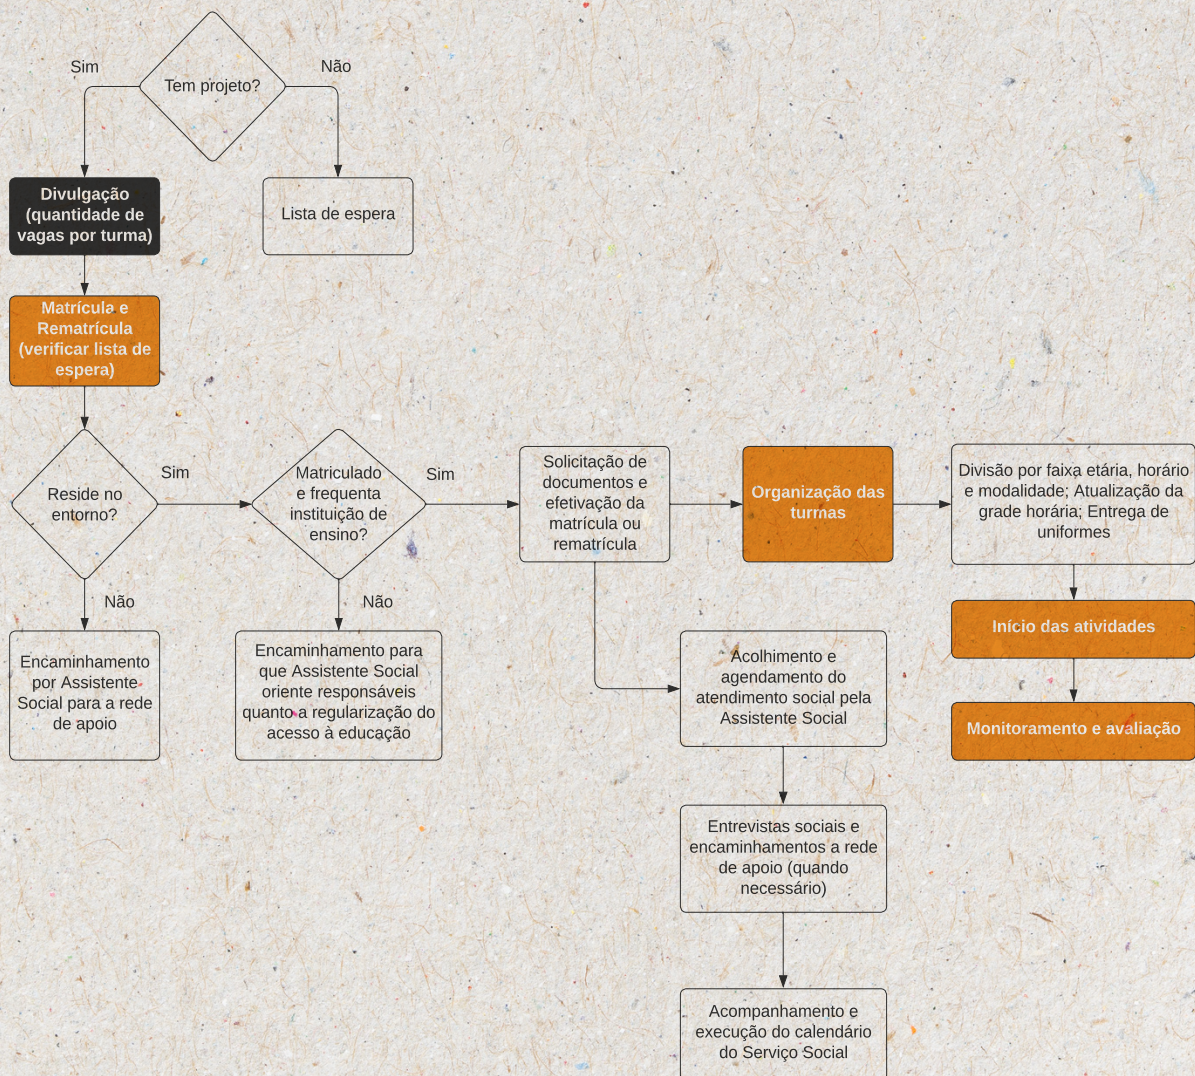 Sim
Tem projeto?
Não
Divulgação
(quantidade de
vagas por turma)
Lista de espera
Matrícula e
Rematrícula
(verificar lista de
espera)
Reside no
entorno?
Sim
Matriculado
e frequenta
instituição de
ensino?
Sim
Solicitação de
documentos e
efetivação da
matrícula ou
rematrícula
Organização das
turmas
Divisão por faixa etária, horário
e modalidade; Atualização da
grade horária; Entrega de
uniformes
Não
Não
Início das atividades
Encaminhamento
por Assistente
Social para a rede
de apoio
Encaminhamento para
que Assistente Social
oriente responsáveis
quanto a regularização do
acesso à educação
Acolhimento e
agendamento do
atendimento social pela
Assistente Social
Monitoramento e avaliação
Entrevistas sociais e
encaminhamentos a rede
de apoio (quando
necessário)
Acompanhamento e
execução do calendário
do Serviço Social